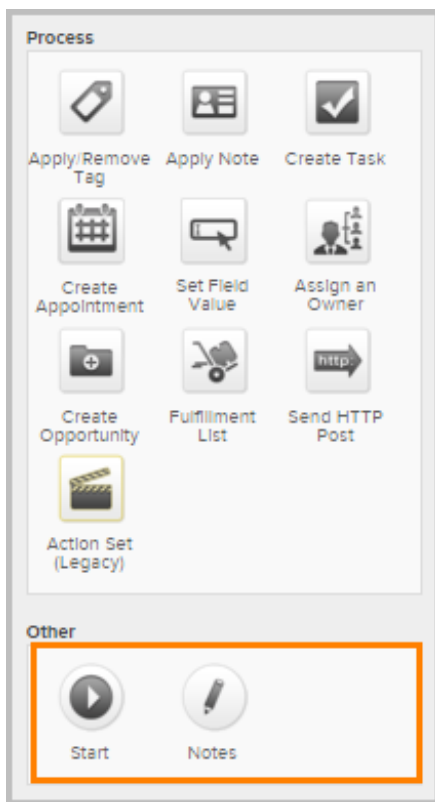 Process
Apply/Remove Tag
Apply Note
Create Task
Create Appointment
Set Field Value
Assign an Owner
Create Opportunity
Fulfillment List
http:
Send HTTP Post
Action Set (Legacy)
Other
Start
Notes